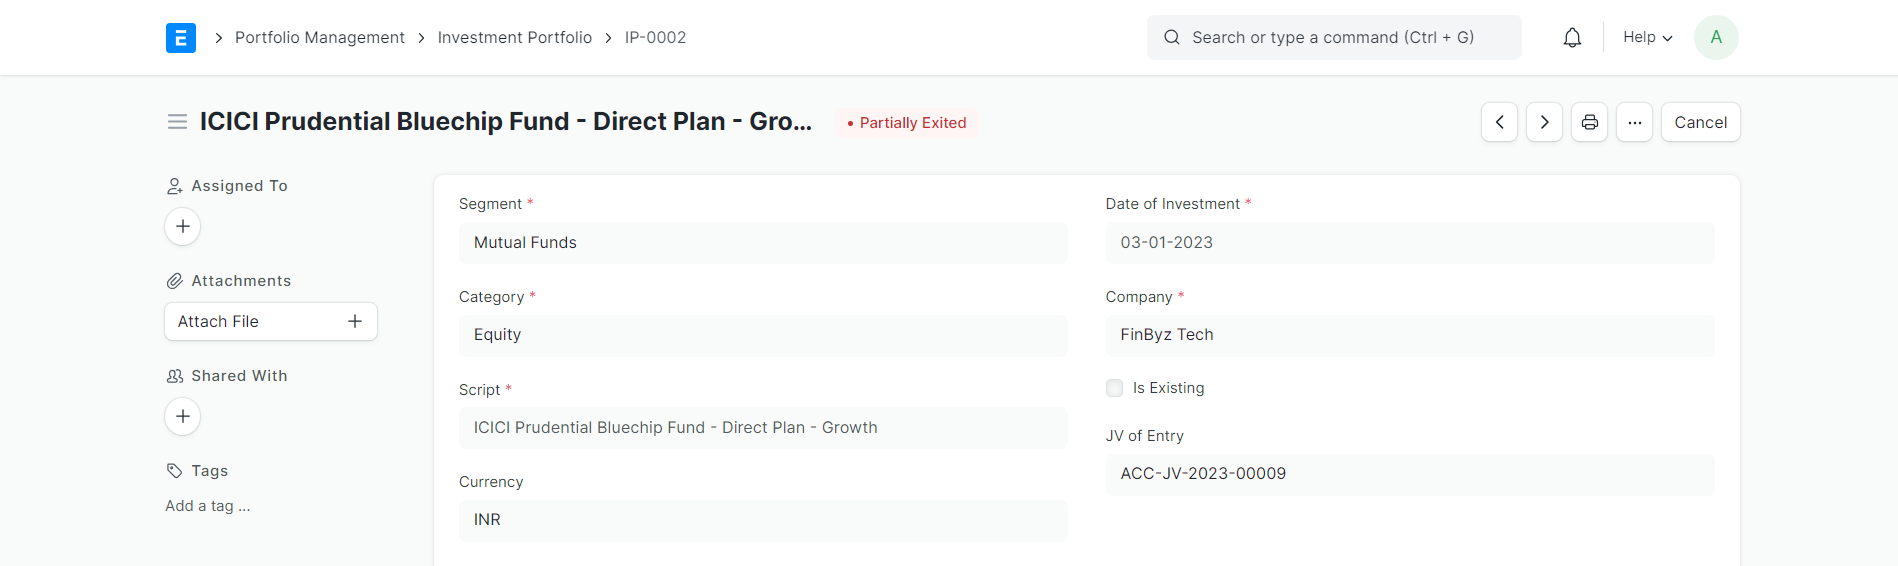 E Portfolio Management Investment Portfolio IP-0002 Search or type a command (Ctrl + G) Help A
ICICI Prudential Bluechip Fund - Direct Plan - Gro... Partially Exited ... Cancel
Assigned To
Attachments
Attach File
Shared With
Tags
Add a tag ...
Segment *
Mutual Funds
Category *
Equity
Script *
ICICI Prudential Bluechip Fund - Direct Plan - Growth
Currency
INR
Date of Investment *
03-01-2023
Company *
FinByz Tech
Is Existing
JV of Entry
ACC-JV-2023-00009